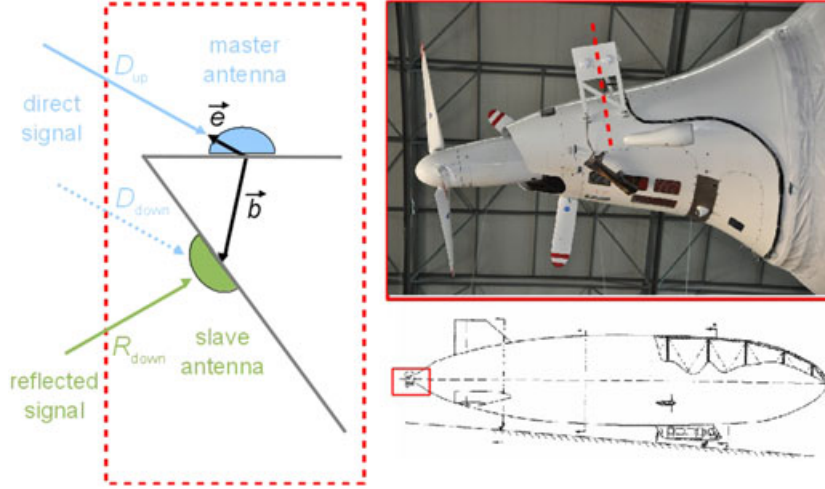 D_up
master
antenna
direct
signal
e
D_down
b
R_down
slave
antenna
reflected
signal